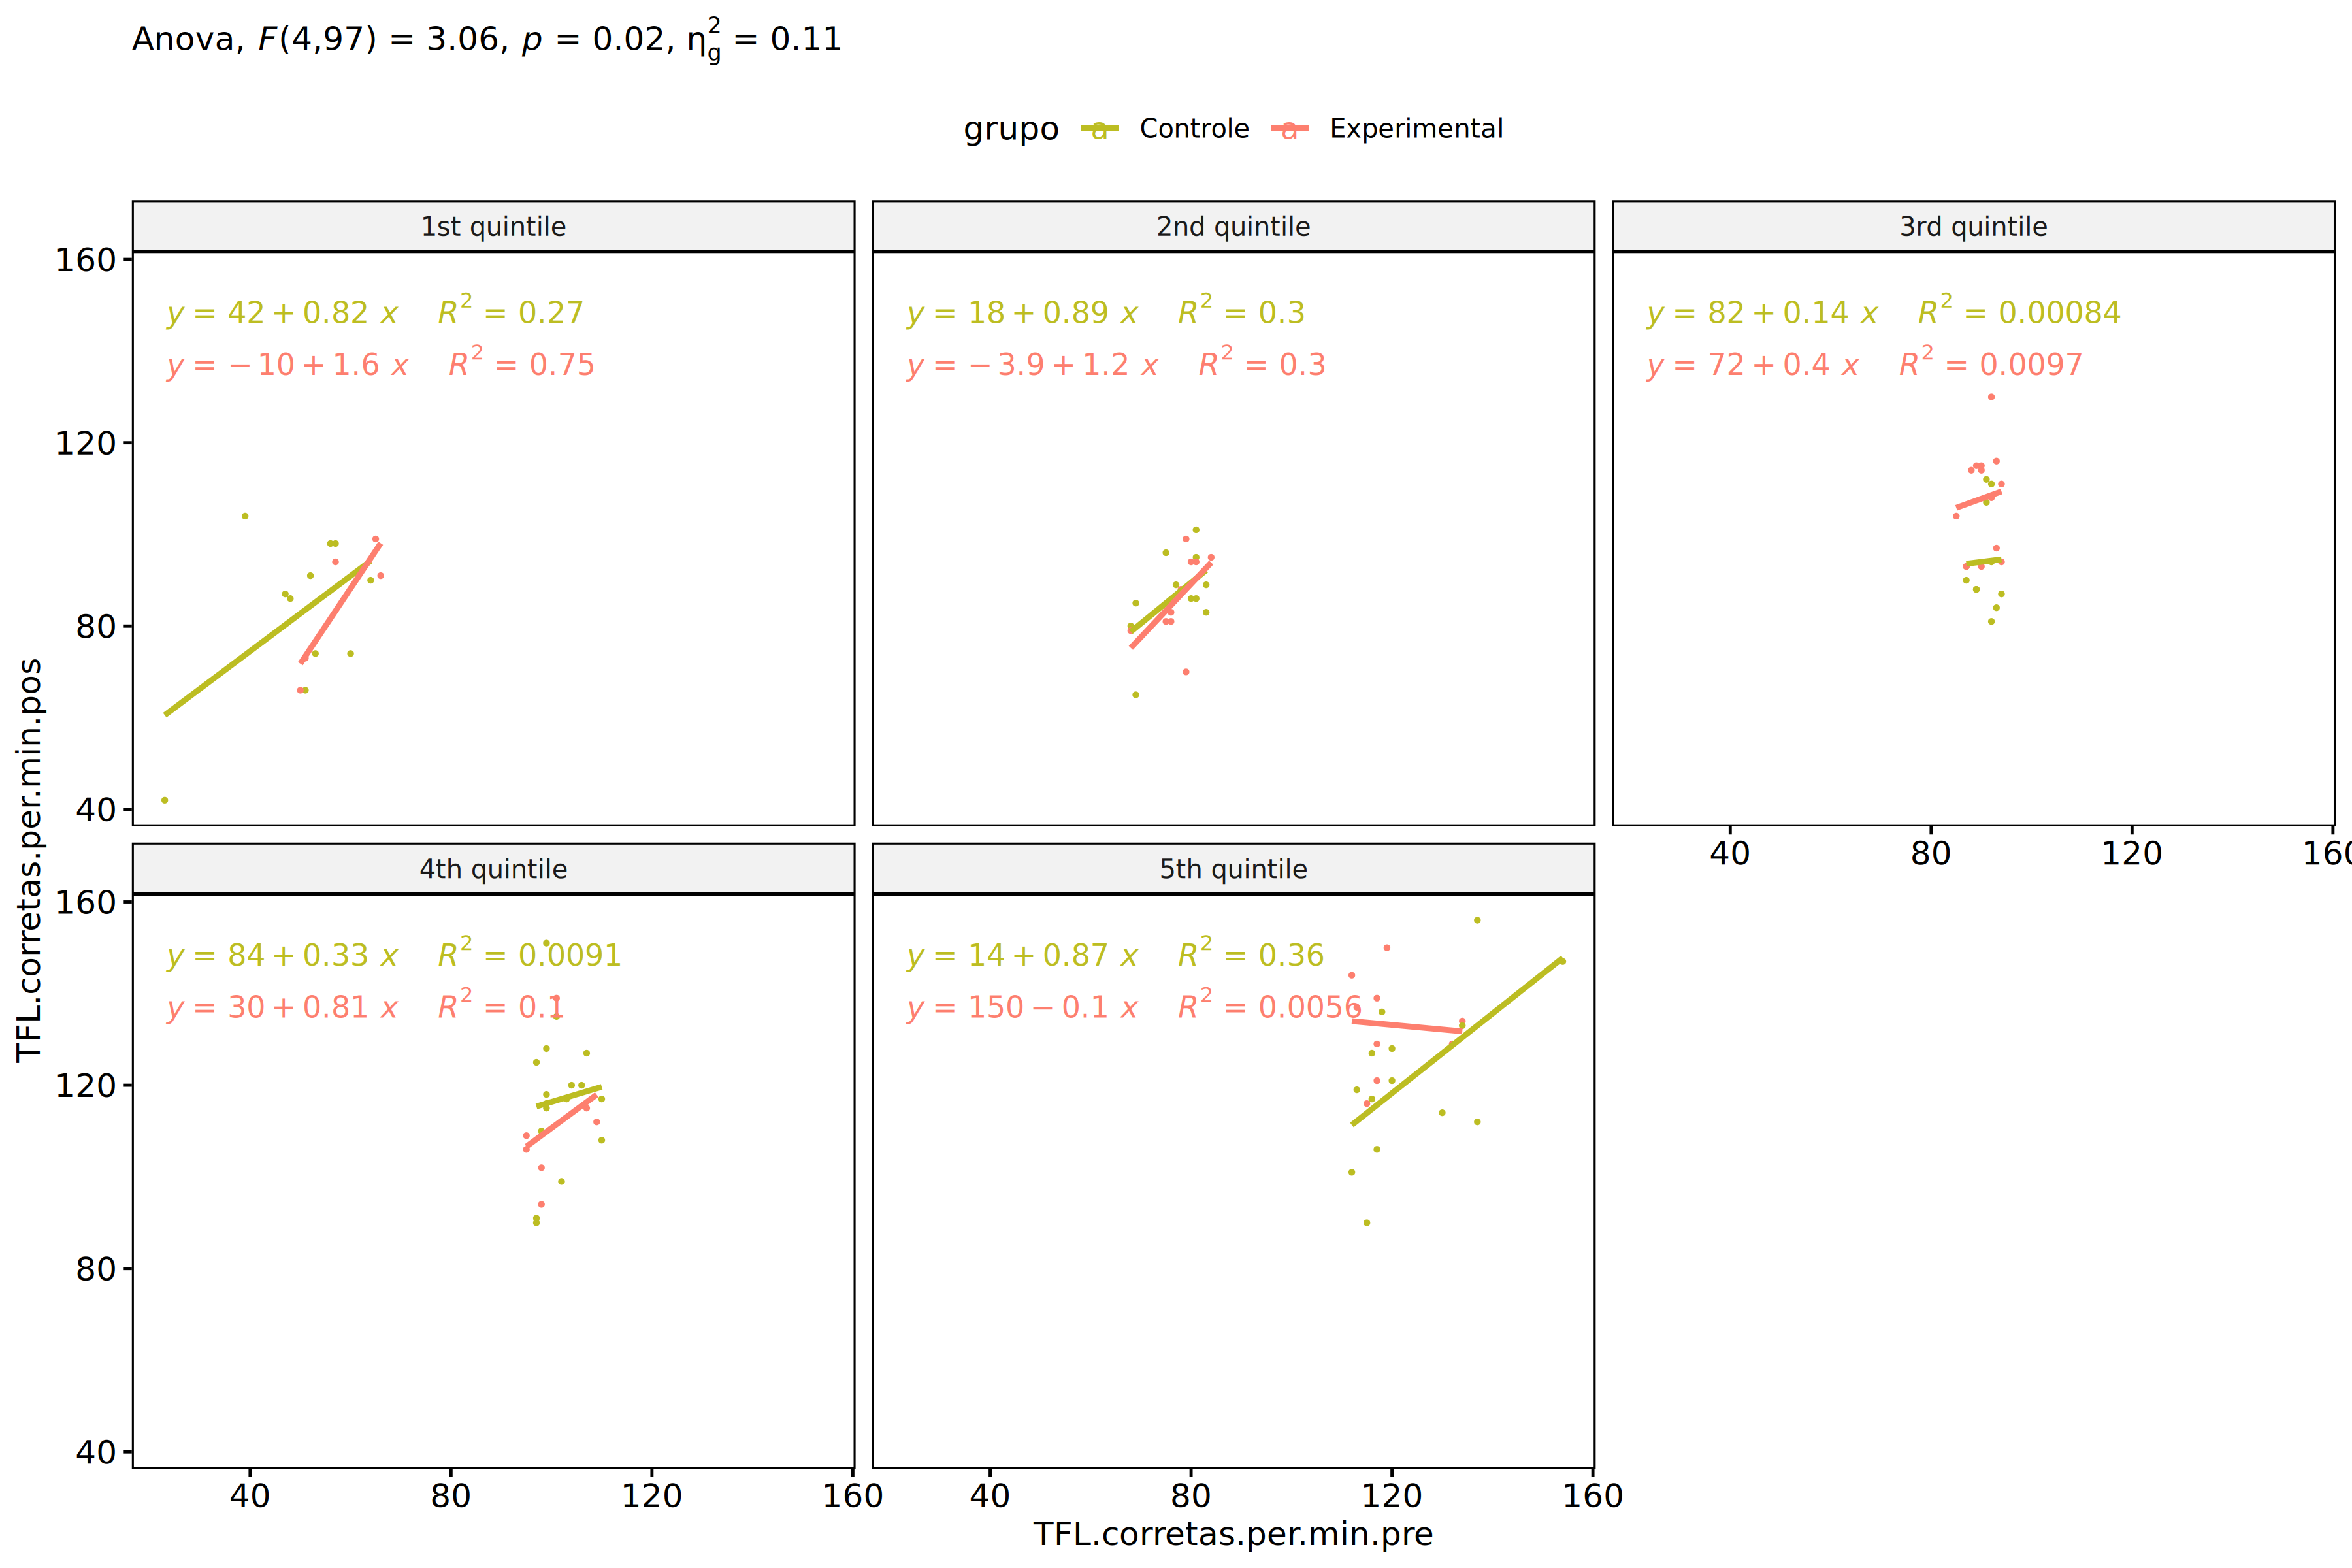 Anova, F(4,97) = 3.06, p = 0.02, η²g = 0.11
grupo a Controle a Experimental
1st quintile
2nd quintile
3rd quintile
160
y = 42 + 0.82 x R² = 0.27
y = − 10 + 1.6 x R² = 0.75
y = 18 + 0.89 x R² = 0.3
y = − 3.9 + 1.2 x R² = 0.3
y = 82 + 0.14 x R² = 0.00084
y = 72 + 0.4 x R² = 0.0097
120
80
40
40 80 120 160
4th quintile
5th quintile
160
y = 84 + 0.33 x R² = 0.0091
y = 30 + 0.81 x R² = 0.1
y = 14 + 0.87 x R² = 0.36
y = 150 − 0.1 x R² = 0.0056
120
80
40
40 80 120 160
40 80 120 160
TFL.corretas.per.min.pos
TFL.corretas.per.min.pre